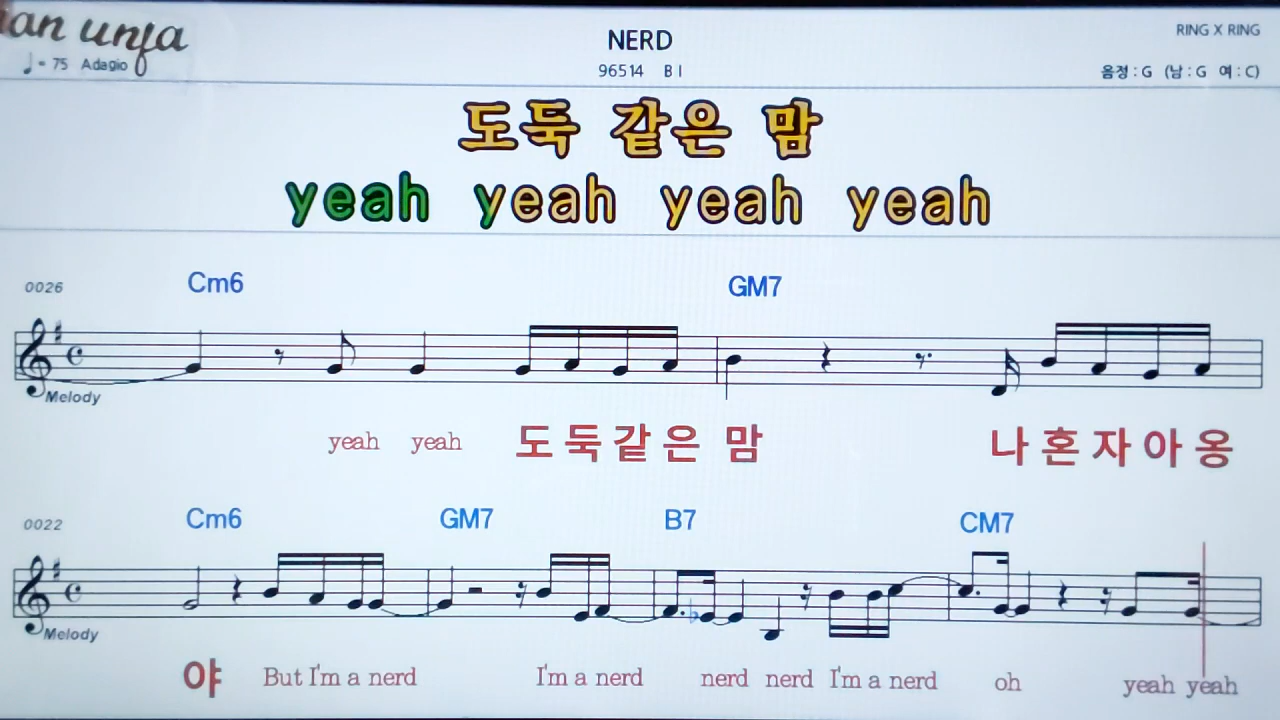 ian unja
NERD
RING X RING
♩= 75 Adagio
96514 B I
음정 : G (남 : G 여 : C)
도둑 같은 맘
yeah yeah yeah yeah
0026
Cm6 GM7
Melody
yeah yeah 도둑같은 맘 나혼자아옹
0022
Cm6 GM7 B7 CM7
Melody
야 But I'm a nerd I'm a nerd nerd nerd I'm a nerd oh yeah yeah